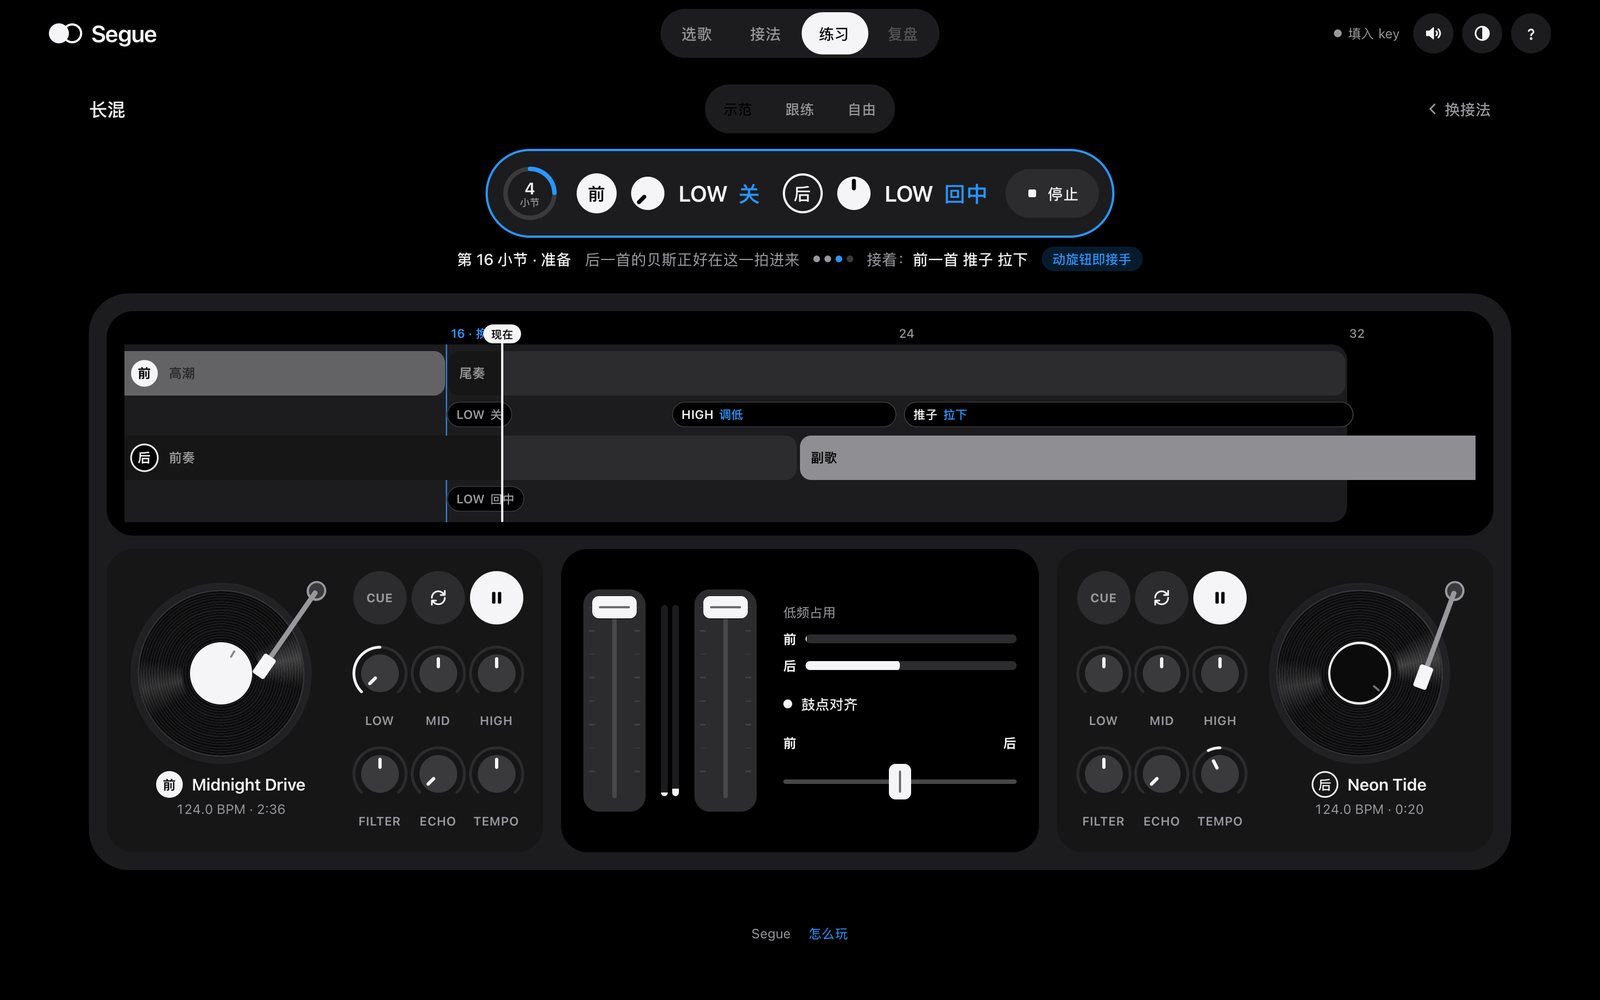 Segue
选歌 接法 练习 复盘
填入 key
?
长混
示范 跟练 自由
换接法
4
小节
前 LOW 关 后 LOW 回中 停止
第 16 小节 · 准备 后一首的贝斯正好在这一拍进来 接着: 前一首 推子 拉下 动旋钮即接手
16 · 现在 24 32
前 高潮 尾奏
LOW 关 HIGH 调低 推子 拉下
后 前奏 副歌
LOW 回中
CUE
LOW MID HIGH
FILTER ECHO TEMPO
前 Midnight Drive
124.0 BPM · 2:36
低频占用
前
后
鼓点对齐
前 后
CUE
LOW MID HIGH
FILTER ECHO TEMPO
后 Neon Tide
124.0 BPM · 0:20
Segue 怎么玩